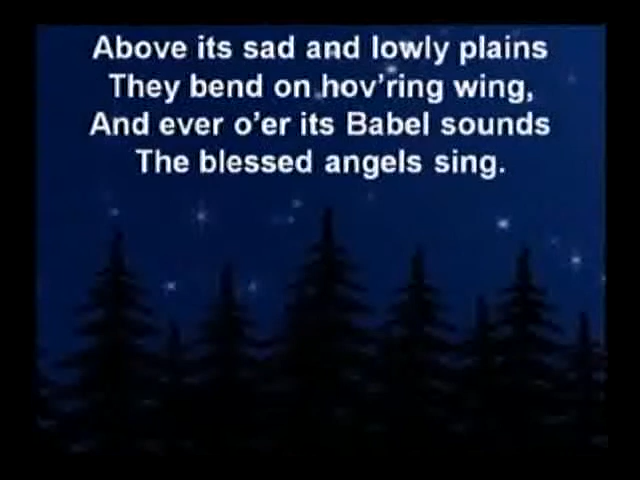 Above its sad and lowly plains
They bend on hov'ring wing,
And ever o'er its Babel sounds
The blessed angels sing.